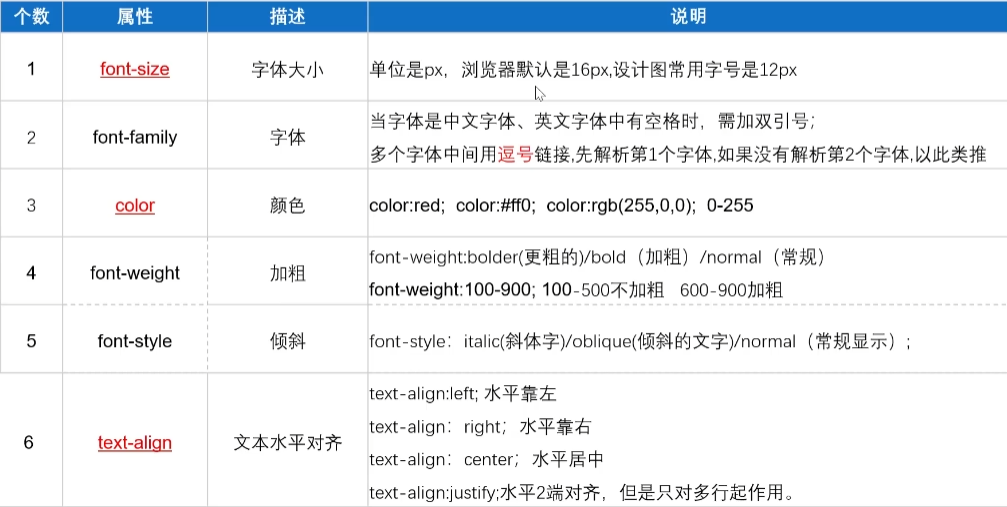 个数 属性 描述 说明
1 font-size 字体大小 单位是px，浏览器默认是16px,设计图常用字号是12px
2 font-family 字体 当字体是中文字体、英文字体中有空格时，需加双引号；
多个字体中间用逗号链接,先解析第1个字体,如果没有解析第2个字体,以此类推
3 color 颜色 color:red; color:#ff0; color:rgb(255,0,0); 0-255
4 font-weight 加粗 font-weight:bolder(更粗的)/bold（加粗）/normal（常规）
font-weight:100-900; 100-500不加粗 600-900加粗
5 font-style 倾斜 font-style：italic(斜体字)/oblique(倾斜的文字)/normal（常规显示）;
6 text-align 文本水平对齐 text-align:left; 水平靠左
text-align：right；水平靠右
text-align：center；水平居中
text-align:justify;水平2端对齐，但是只对多行起作用。